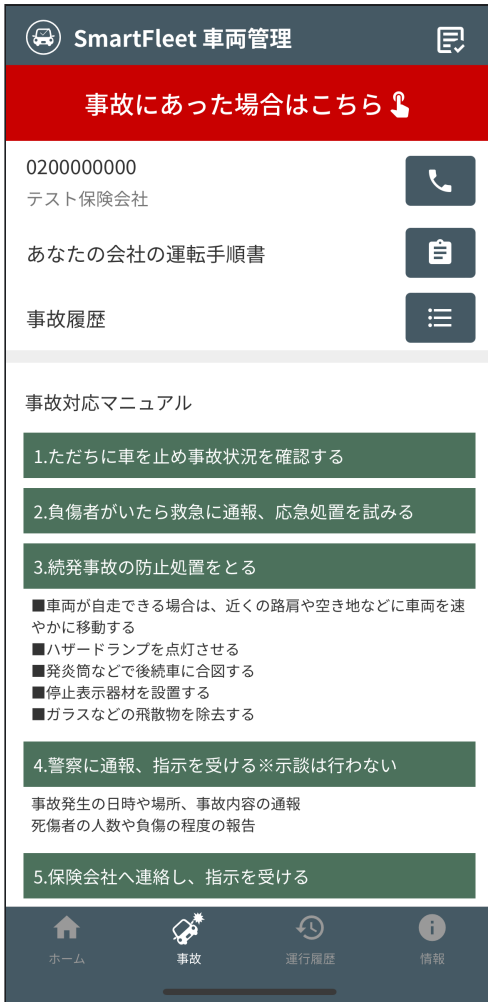 SmartFleet 車両管理
事故にあった場合はこちら
0200000000
テスト保険会社
あなたの会社の運転手順書
事故履歴
事故対応マニュアル
1.ただちに車を止め事故状況を確認する
2.負傷者がいたら救急に通報、応急処置を試みる
3.続発事故の防止処置をとる
■車両が自走できる場合は、近くの路肩や空き地などに車両を速
やかに移動する
■ハザードランプを点灯させる
■発炎筒などで後続車に合図する
■停止表示器材を設置する
■ガラスなどの飛散物を除去する
4.警察に通報、指示を受ける※示談は行わない
事故発生の日時や場所、事故内容の通報
死傷者の人数や負傷の程度の報告
5.保険会社へ連絡し、指示を受ける
ホーム
事故
運行履歴
情報